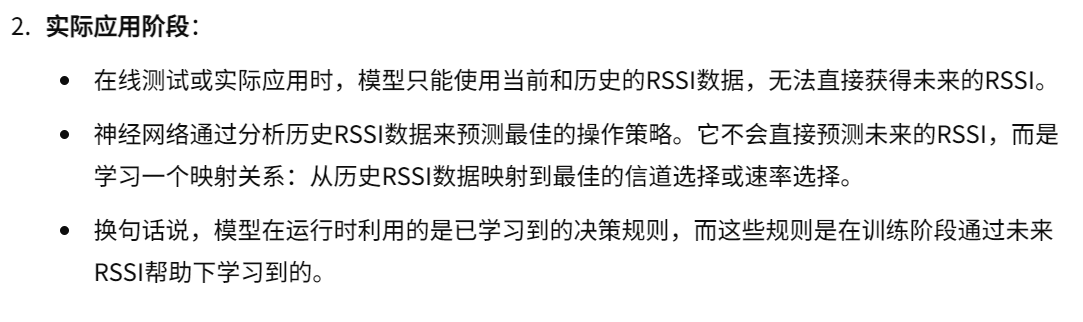 2. 实际应用阶段：
• 在线测试或实际应用时，模型只能使用当前和历史的RSSI数据，无法直接获得未来的RSSI。
• 神经网络通过分析历史RSSI数据来预测最佳的操作策略。它不会直接预测未来的RSSI，而是
学习一个映射关系：从历史RSSI数据映射到最佳的信道选择或速率选择。
• 换句话说，模型在运行时利用的是已学习到的决策规则，而这些规则是在训练阶段通过未来
RSSI帮助下学习到的。